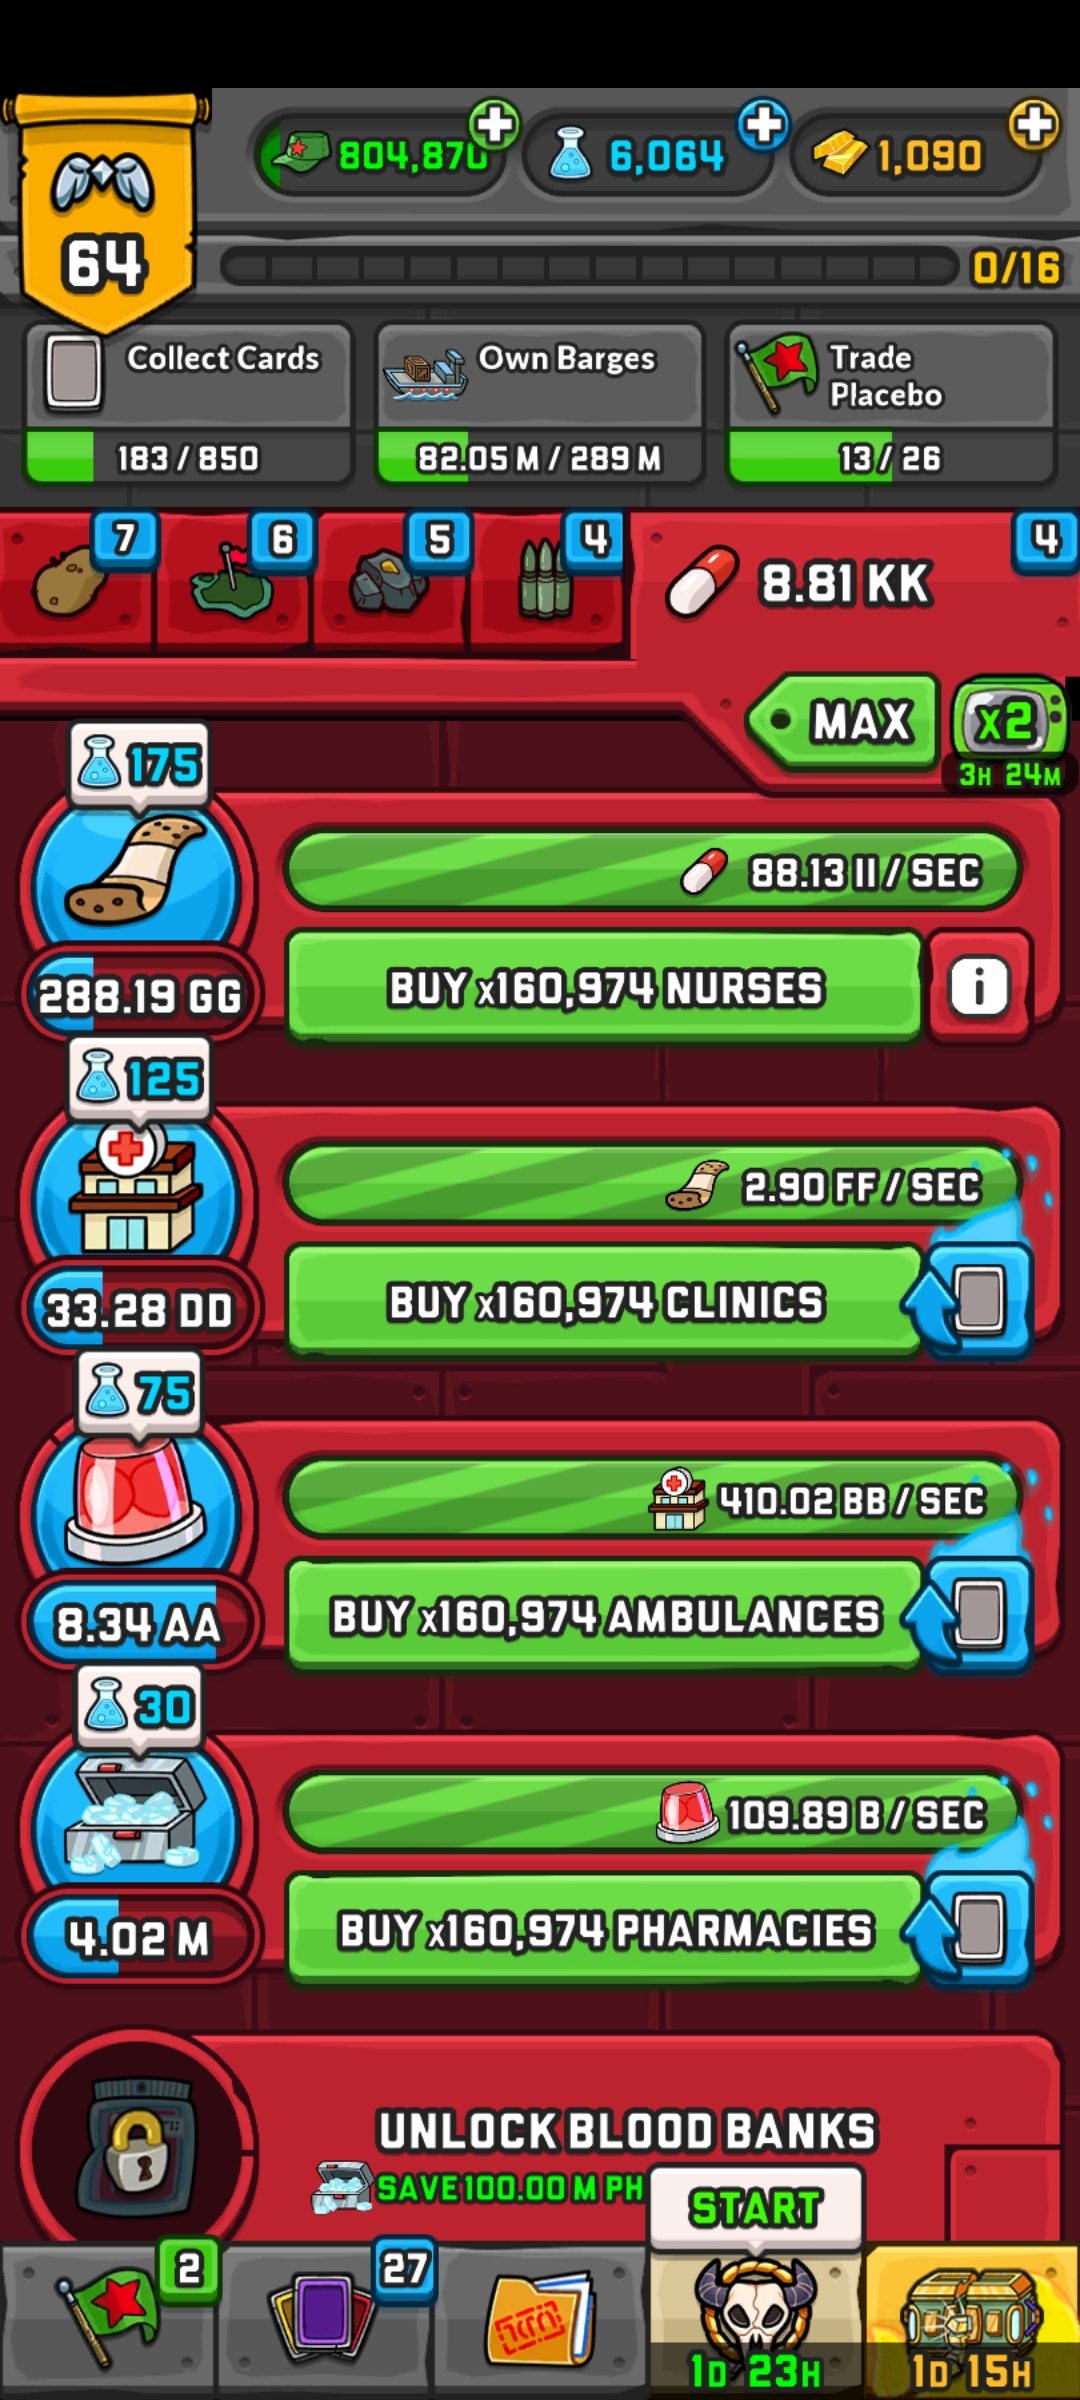 804,870
6,064
1,090
64
0/16
Collect Cards
183 / 850
Own Barges
82.05 M / 289 M
Trade
Placebo
13 / 26
7
6
5
4
8.81 KK
4
MAX
x2
3H 24M
175
88.13 II / SEC
288.19 GG
BUY x160,974 NURSES
i
125
2.90 FF / SEC
33.28 DD
BUY x160,974 CLINICS
75
410.02 BB / SEC
8.34 AA
BUY x160,974 AMBULANCES
30
109.89 B / SEC
4.02 M
BUY x160,974 PHARMACIES
UNLOCK BLOOD BANKS
SAVE 100.00 M PH
START
2
27
1D 23H
1D 15H